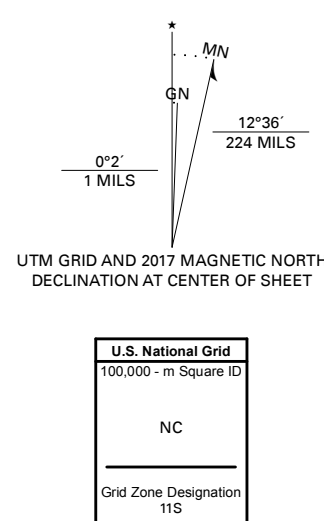 ★
MN
GN
12°36´
224 MILS
0°2´
1 MILS
UTM GRID AND 2017 MAGNETIC NORTH
DECLINATION AT CENTER OF SHEET
U.S. National Grid
100,000 - m Square ID
NC
Grid Zone Designation
11S